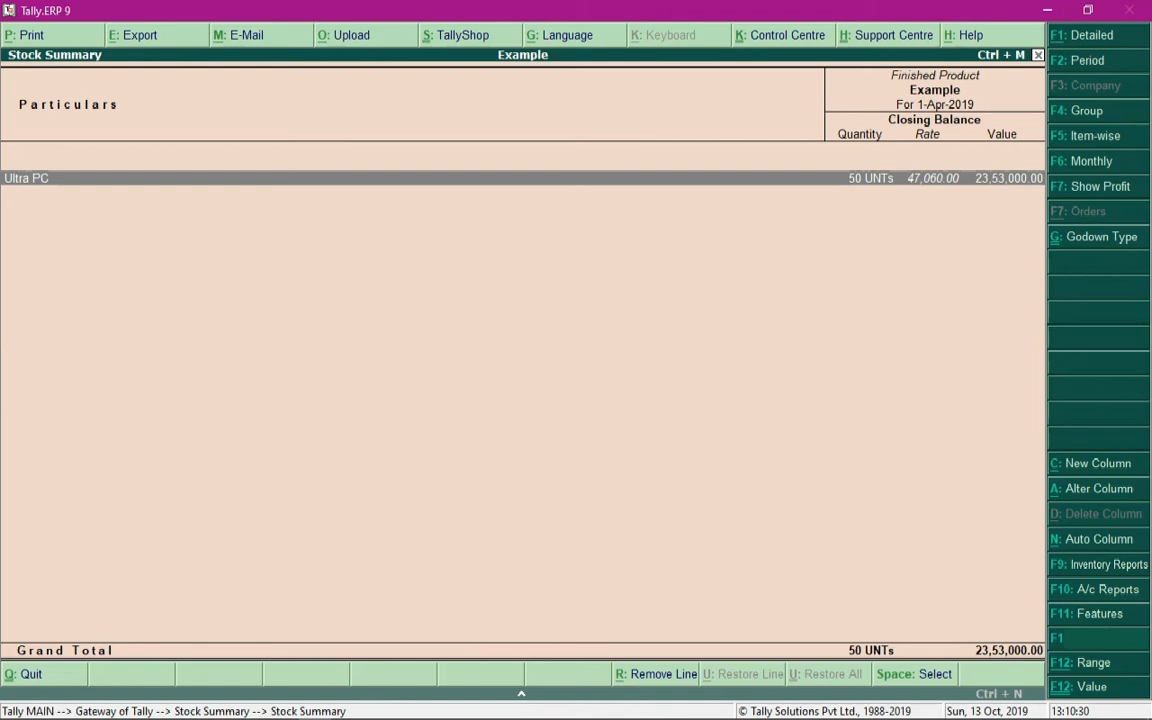 Tally.ERP 9
P: Print E: Export M: E-Mail O: Upload S: TallyShop G: Language K: Keyboard K: Control Centre H: Support Centre H: Help
Stock Summary Example Ctrl + M
Particulars
Finished Product
Example
For 1-Apr-2019
Closing Balance
Quantity Rate Value
Ultra PC 50 UNTs 47,060.00 23,53,000.00
Grand Total 50 UNTs 23,53,000.00
F1: Detailed
F2: Period
F3: Company
F4: Group
F5: Item-wise
F6: Monthly
F7: Show Profit
F7: Orders
G: Godown Type
C: New Column
A: Alter Column
D: Delete Column
N: Auto Column
F9: Inventory Reports
F10: A/c Reports
F11: Features
F1
F12: Range
F12: Value
Q: Quit R: Remove Line U: Restore Line U: Restore All Space: Select
Ctrl + N
Tally MAIN --> Gateway of Tally --> Stock Summary --> Stock Summary © Tally Solutions Pvt Ltd., 1988-2019 Sun, 13 Oct, 2019 13:10:30